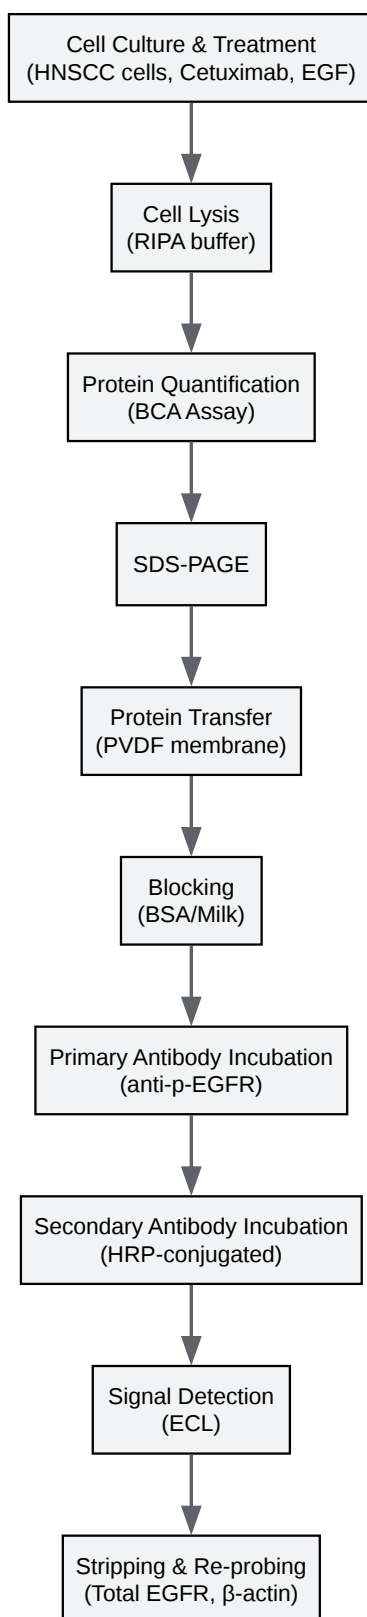 Cell Culture & Treatment
(HNSCC cells, Cetuximab, EGF)
Cell Lysis
(RIPA buffer)
Protein Quantification
(BCA Assay)
SDS-PAGE
Protein Transfer
(PVDF membrane)
Blocking
(BSA/Milk)
Primary Antibody Incubation
(anti-p-EGFR)
Secondary Antibody Incubation
(HRP-conjugated)
Signal Detection
(ECL)
Stripping & Re-probing
(Total EGFR, β-actin)